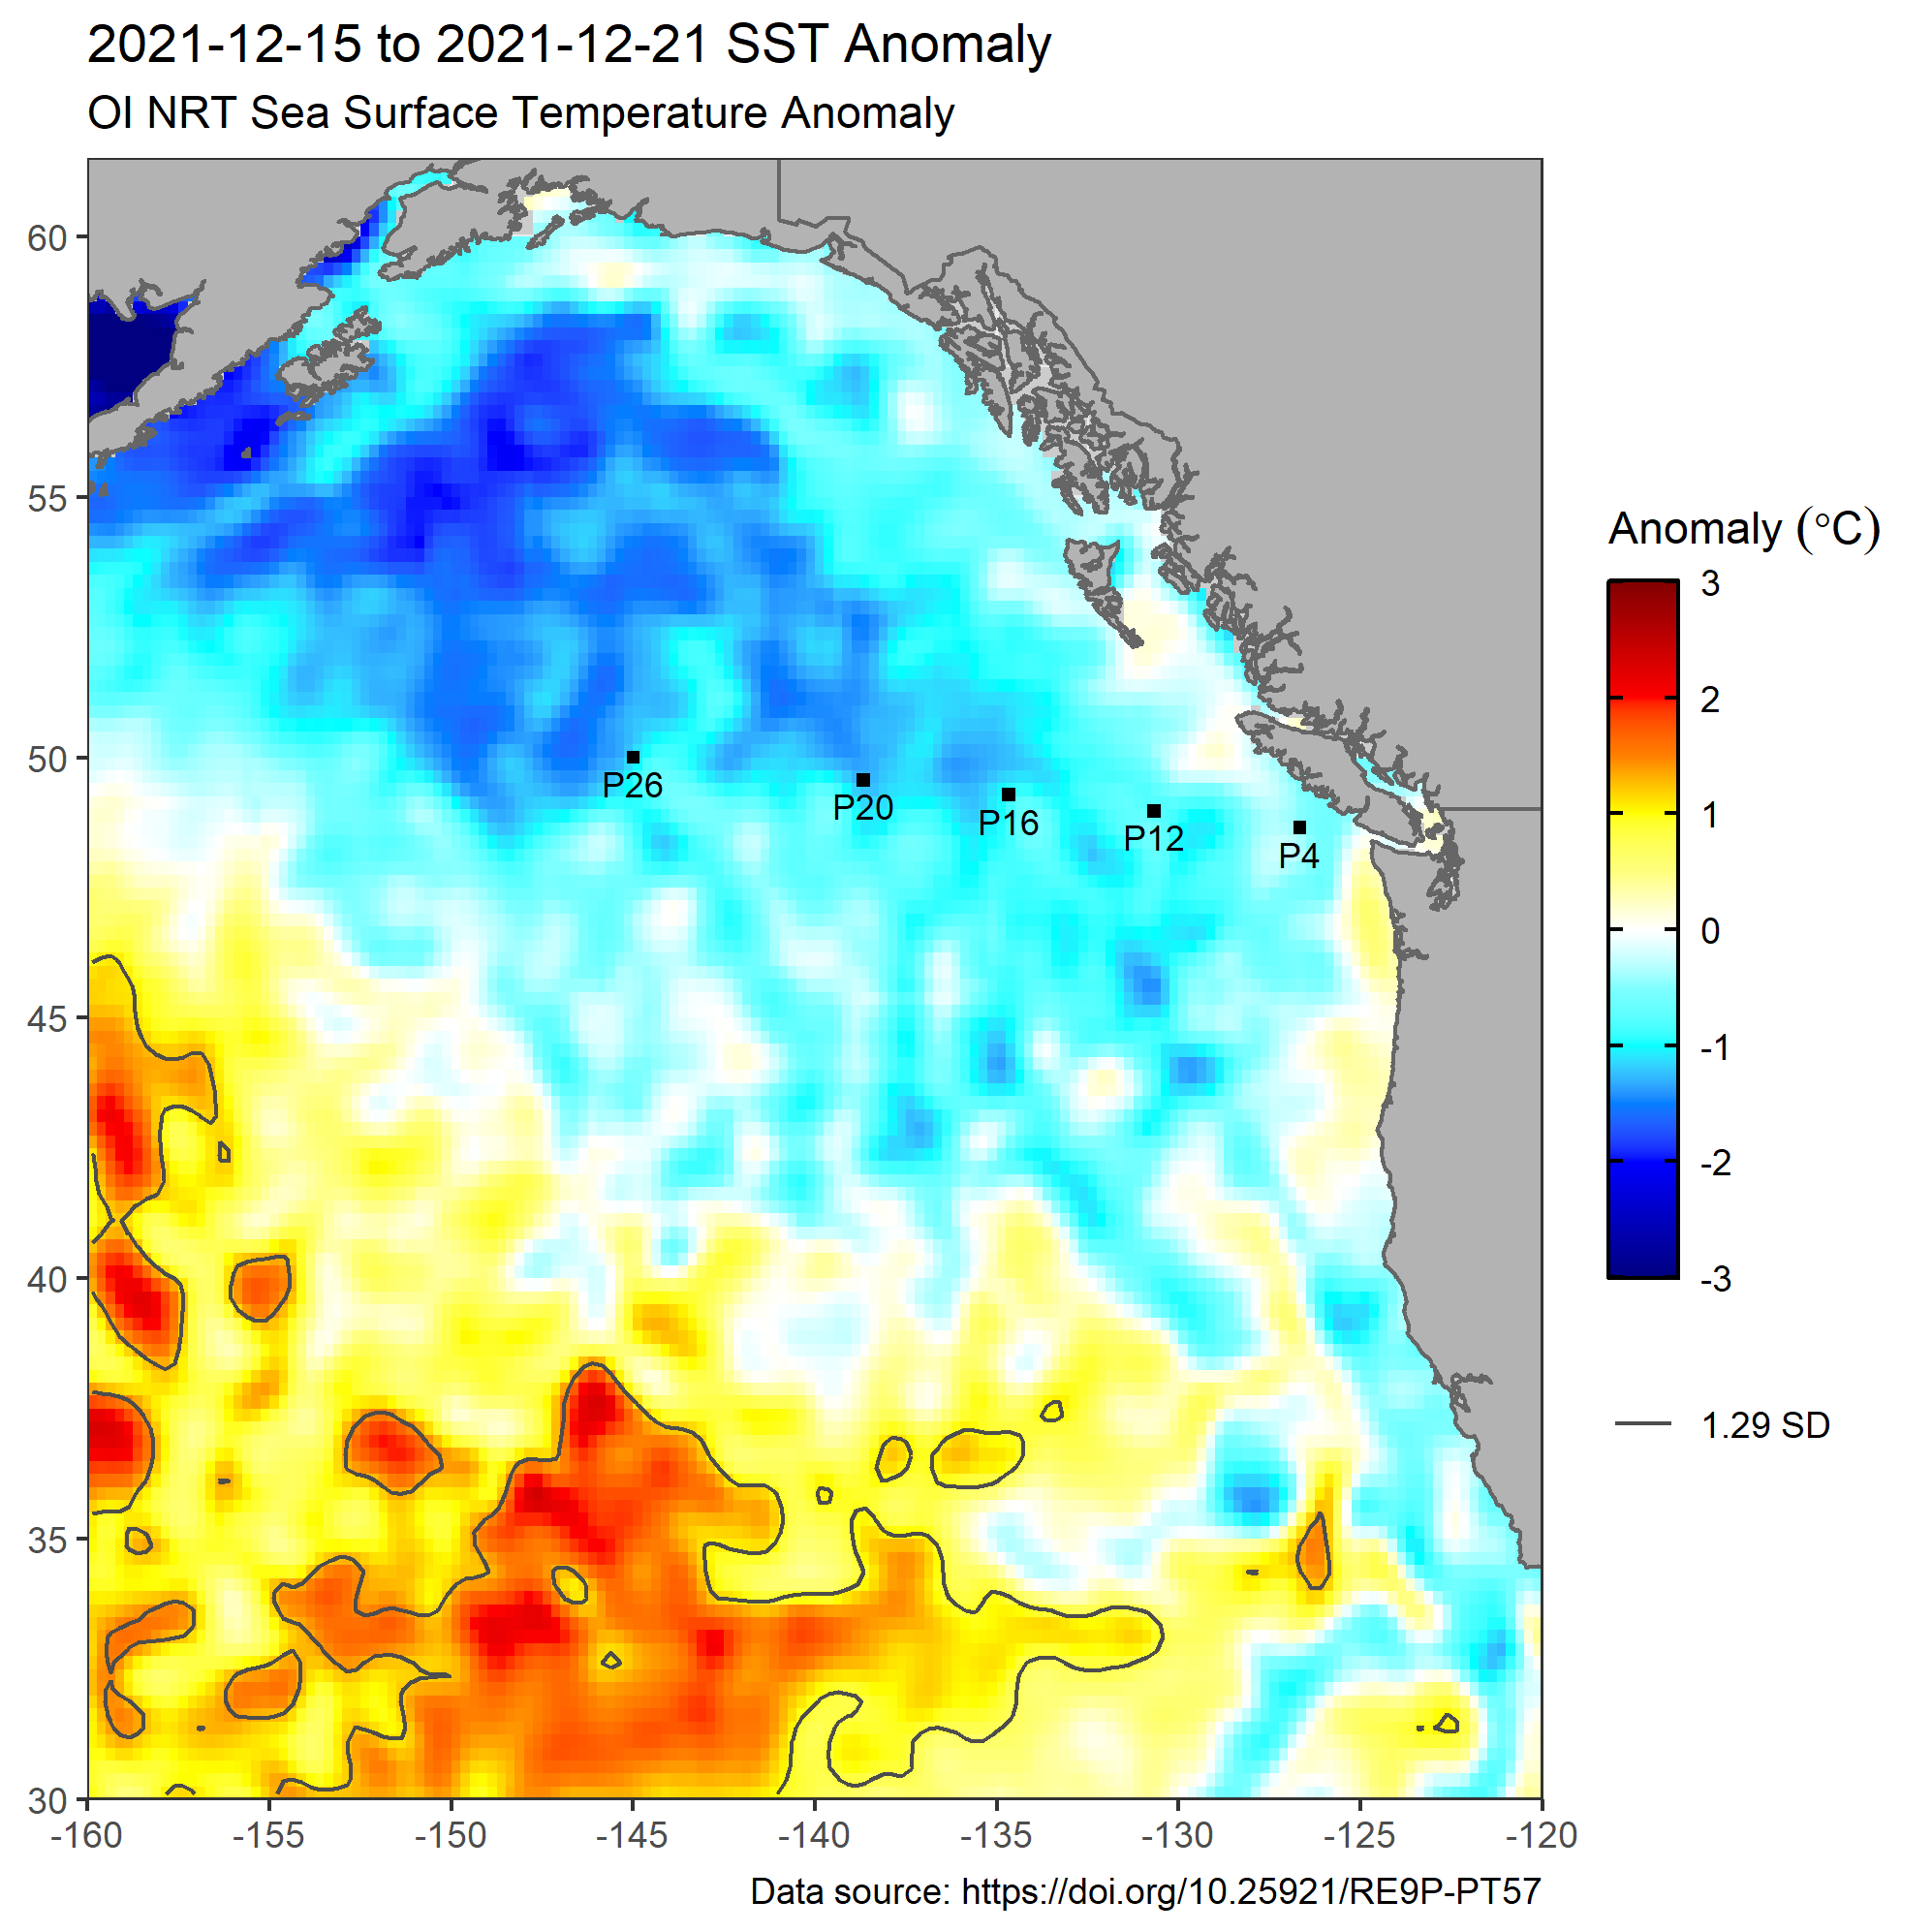 2021-12-15 to 2021-12-21 SST Anomaly
OI NRT Sea Surface Temperature Anomaly
60
55
50
45
40
35
30
-160
-155
-150
-145
-140
-135
-130
-125
-120
P26
P20
P16
P12
P4
Anomaly (°C)
3
2
1
0
-1
-2
-3
1.29 SD
Data source: https://doi.org/10.25921/RE9P-PT57